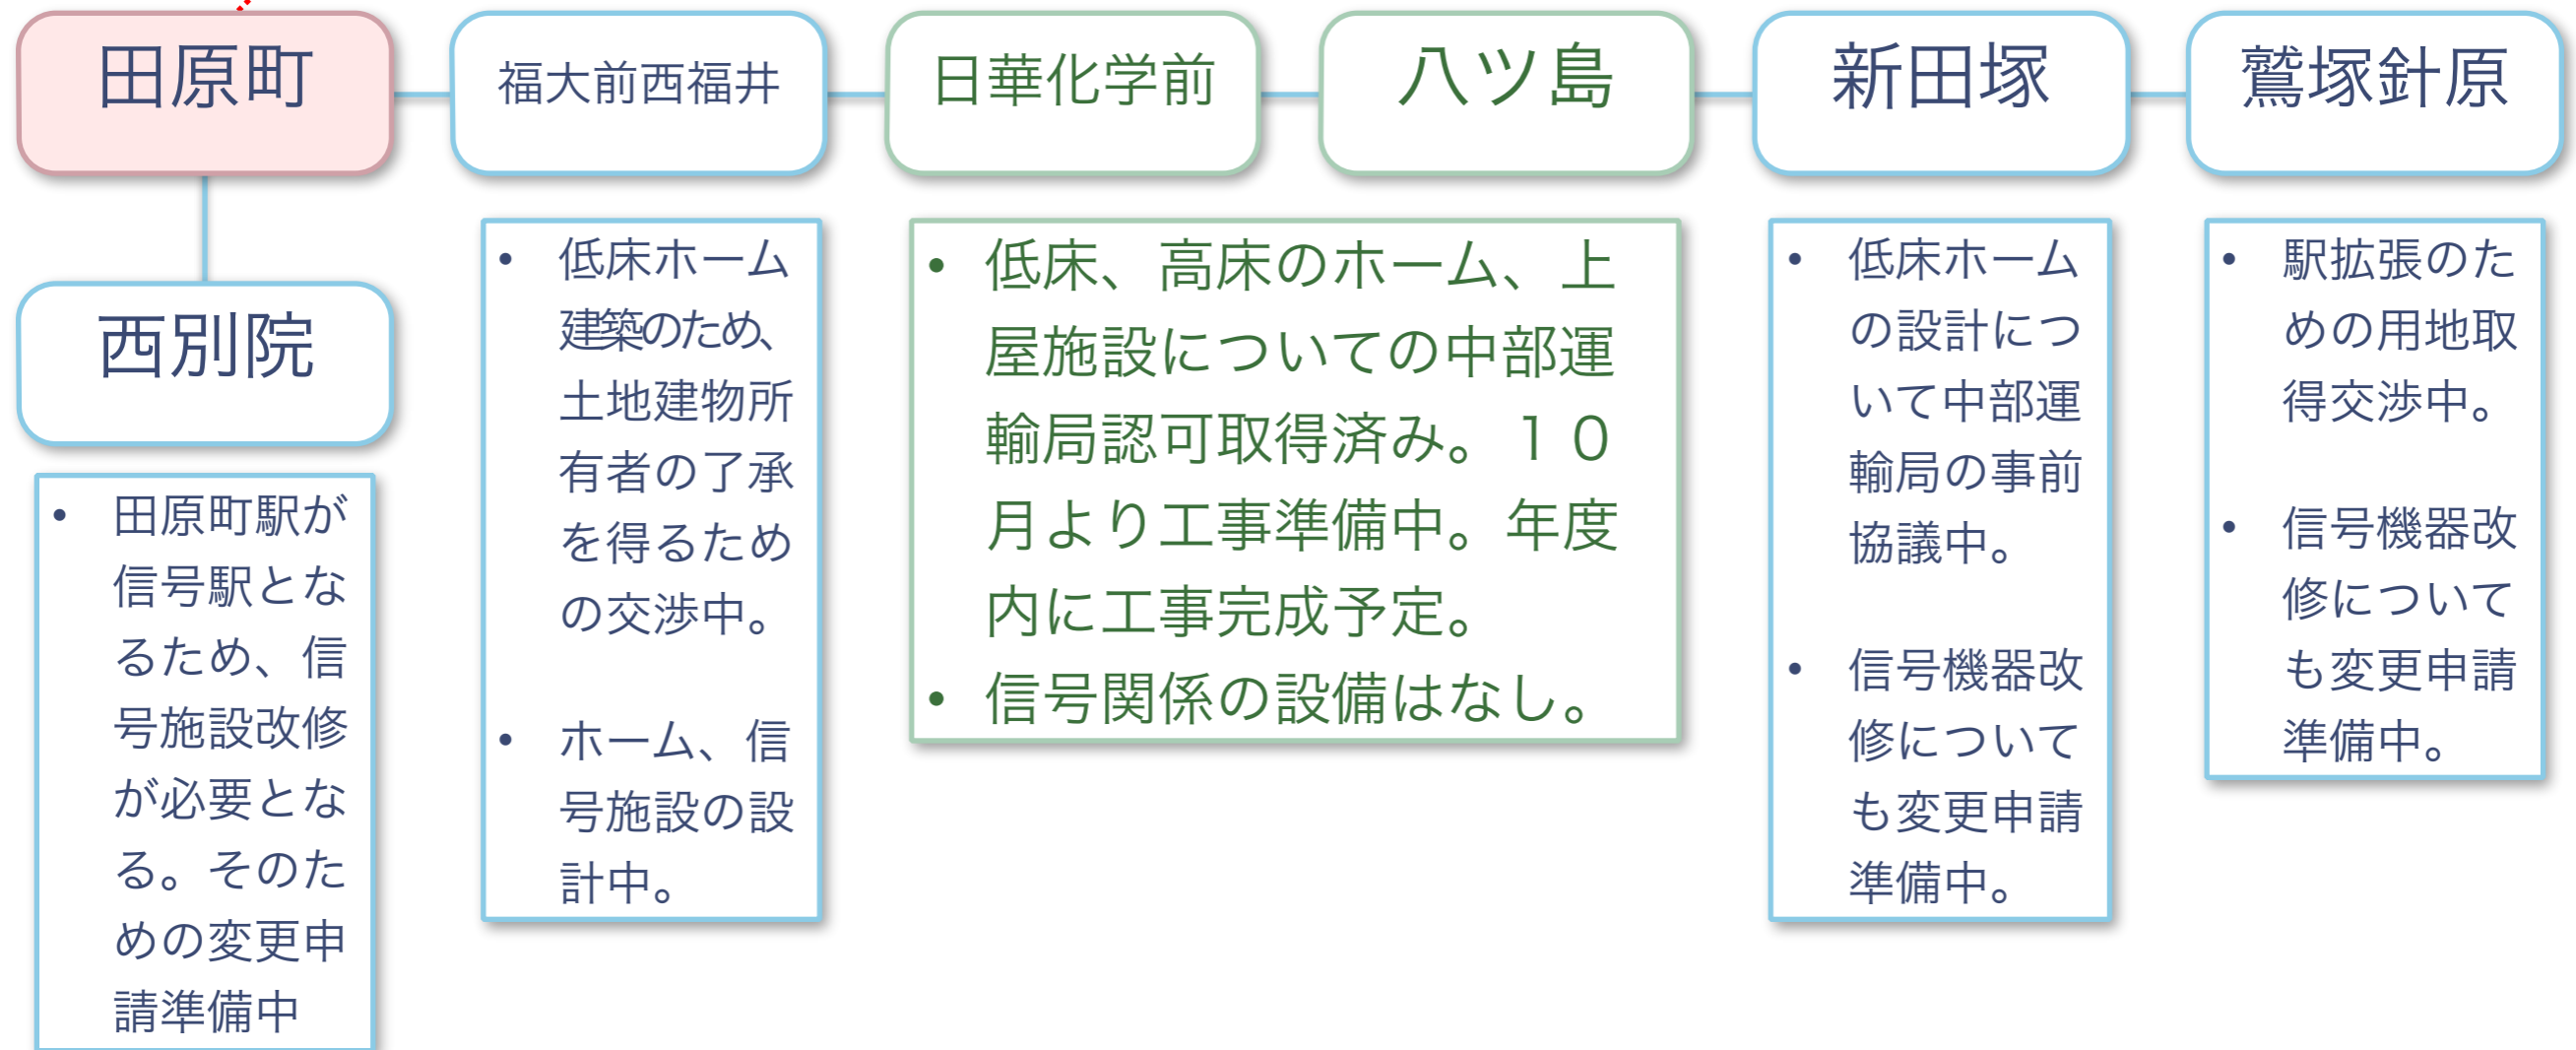 田原町
福大前西福井
日華化学前
八ツ島
新田塚
鷲塚針原
西別院
• 田原町駅が
信号駅とな
るため、信
号施設改修
が必要とな
る。そのた
めの変更申
請準備中
• 低床ホーム
建築のため、
土地建物所
有者の了承
を得るため
の交渉中。
• ホーム、信
号施設の設
計中。
• 低床、高床のホーム、上
屋施設についての中部運
輸局認可取得済み。１０
月より工事準備中。年度
内に工事完成予定。
• 信号関係の設備はなし。
• 低床ホーム
の設計につ
いて中部運
輸局の事前
協議中。
• 信号機器改
修について
も変更申請
準備中。
• 駅拡張のた
めの用地取
得交渉中。
• 信号機器改
修について
も変更申請
準備中。